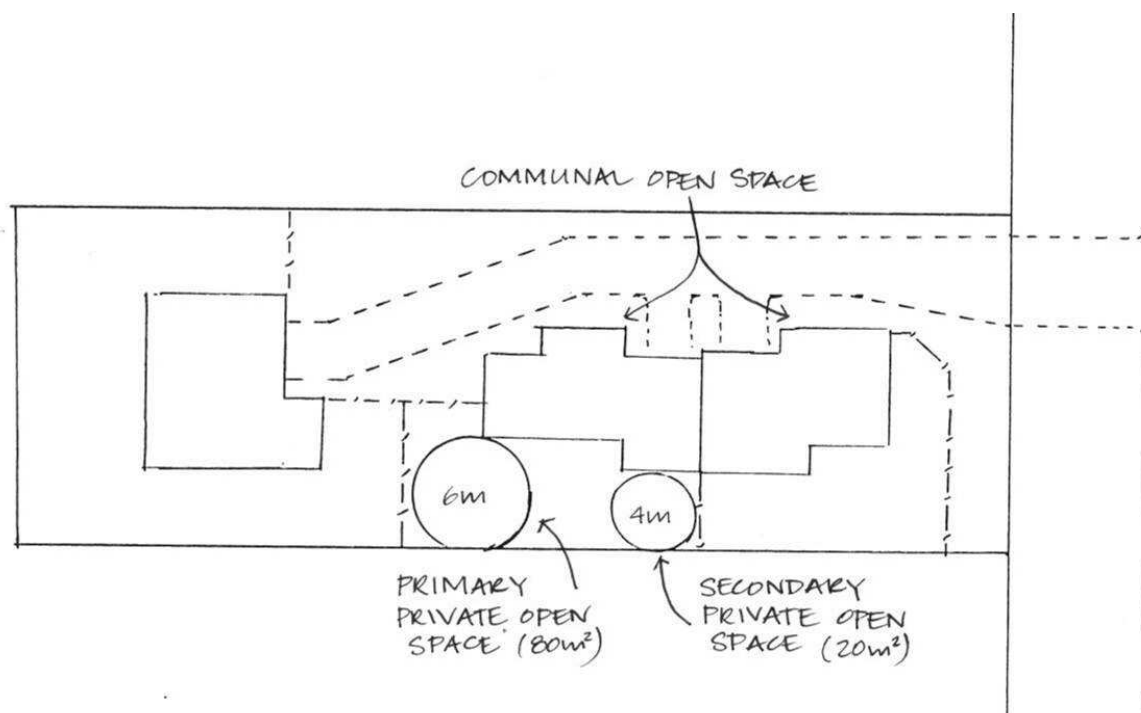 COMMUNAL OPEN SPACE
6m
4m
PRIMARY
PRIVATE OPEN
SPACE (80m²)
SECONDARY
PRIVATE OPEN
SPACE (20m²)